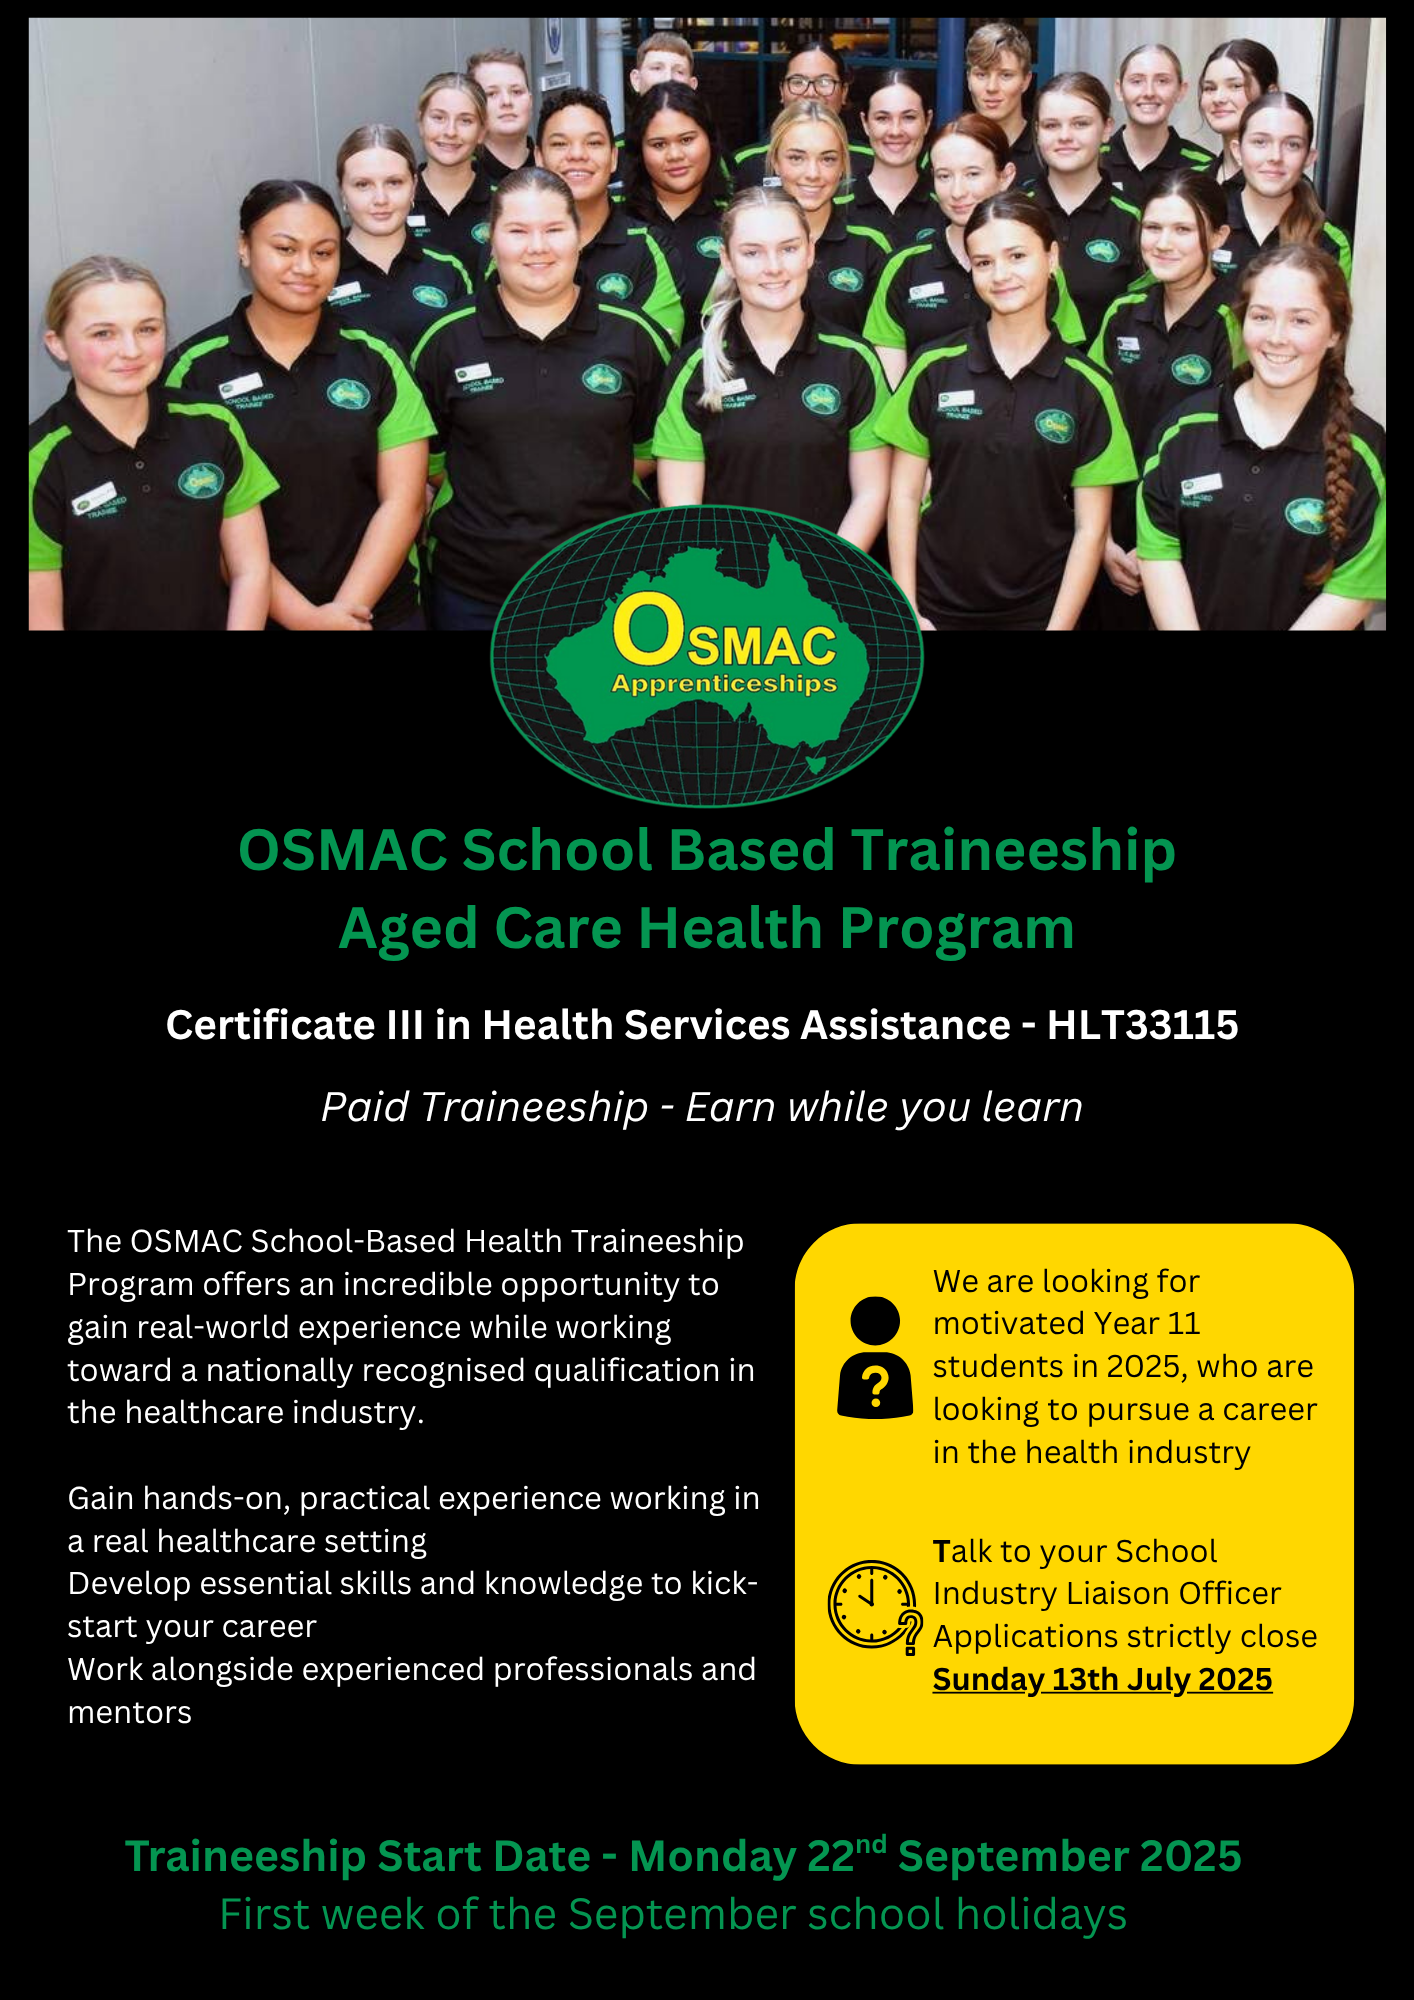 SCHOOL BASED
TRAINEE
OSMAC
Apprenticeships
OSMAC School Based Traineeship
Aged Care Health Program
Certificate III in Health Services Assistance - HLT33115
Paid Traineeship - Earn while you learn
The OSMAC School-Based Health Traineeship
Program offers an incredible opportunity to
gain real-world experience while working
toward a nationally recognised qualification in
the healthcare industry.
Gain hands-on, practical experience working in
a real healthcare setting
Develop essential skills and knowledge to kick-
start your career
Work alongside experienced professionals and
mentors
We are looking for
motivated Year 11
students in 2025, who are
looking to pursue a career
in the health industry
?
Talk to your School
Industry Liaison Officer
Applications strictly close
Sunday 13th July 2025
?
Traineeship Start Date - Monday 22nd September 2025
First week of the September school holidays